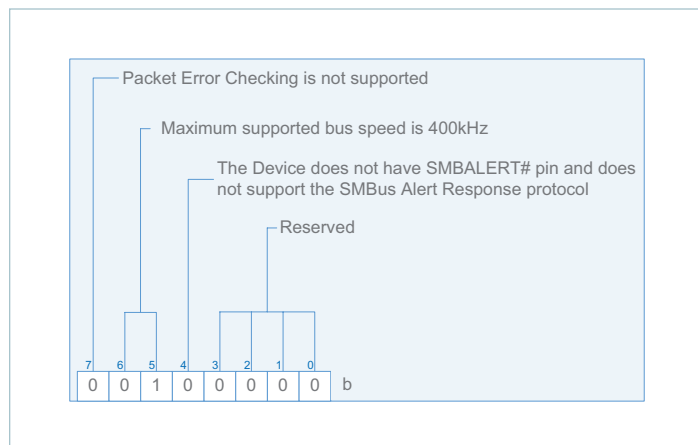 Packet Error Checking is not supported
Maximum supported bus speed is 400kHz
The Device does not have SMBALERT# pin and does
not support the SMBus Alert Response protocol
Reserved
7 6 5 4 3 2 1 0
0 0 1 0 0 0 0 0 b